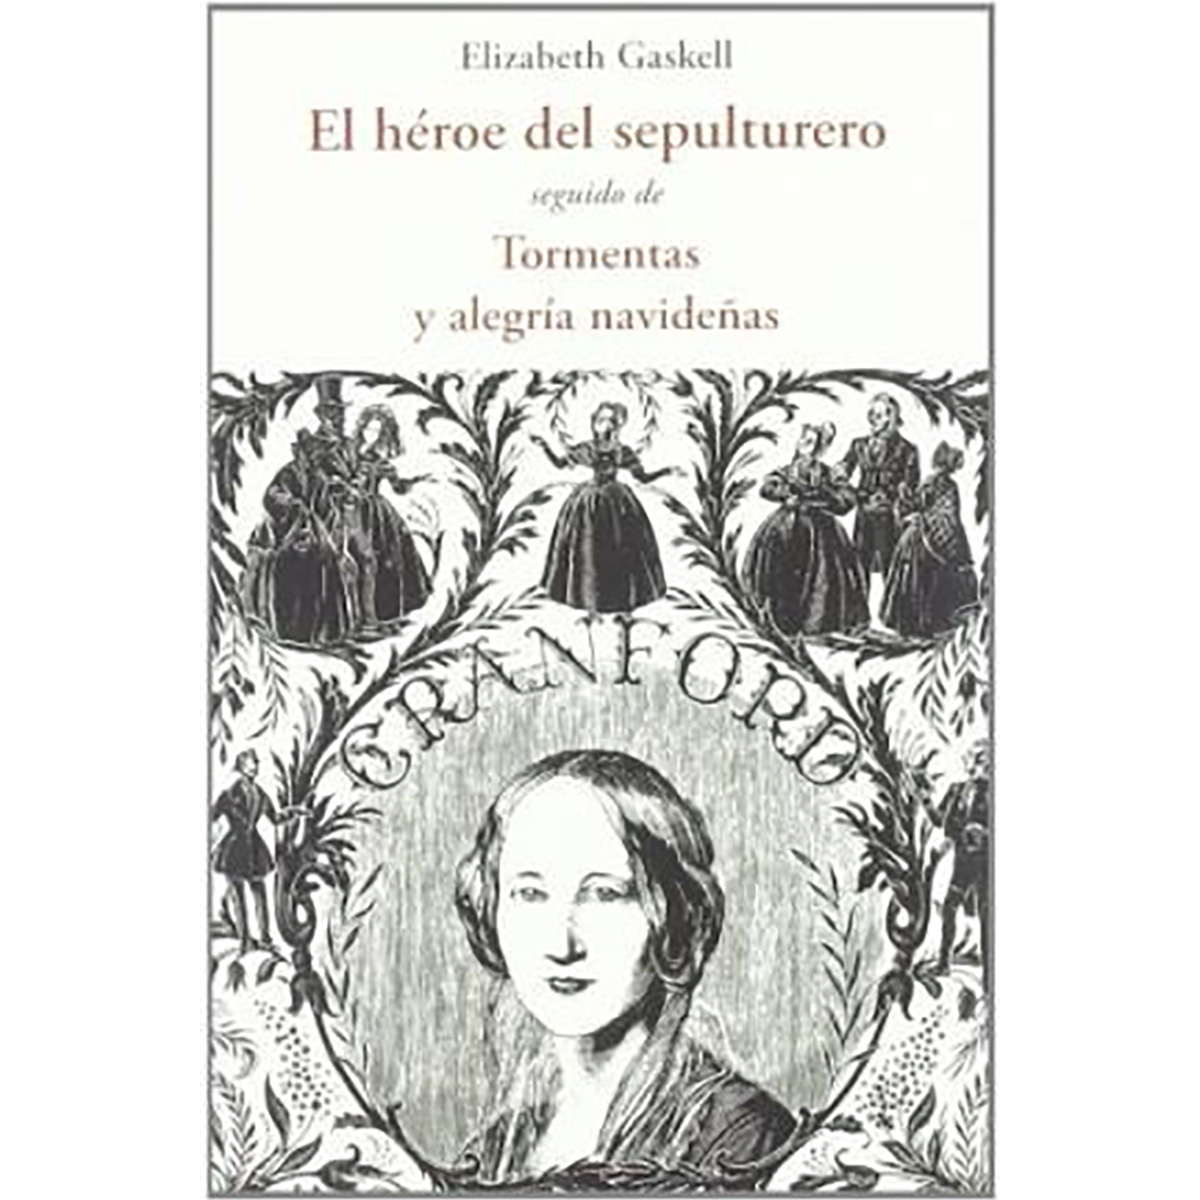 Elizabeth Gaskell
El héroe del sepulturero
seguido de
Tormentas
y alegría navideñas
CRANFORD